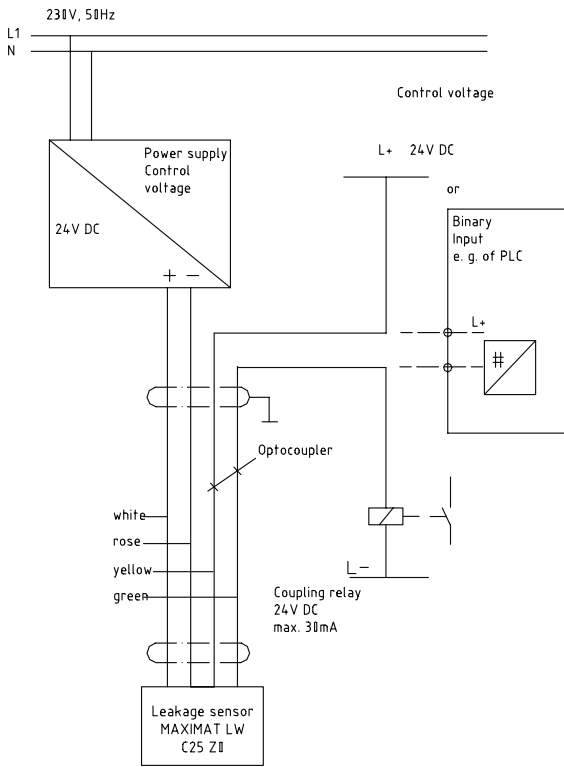 230V, 50Hz
L1
N
Control voltage
Power supply
Control
voltage
24V DC
+ −
L+ 24V DC
or
Binary
Input
e. g. of PLC
L+
#
Optocoupler
white
rose
yellow
green
L-
Coupling relay
24V DC
max. 30mA
Leakage sensor
MAXIMAT LW
C25 Z0